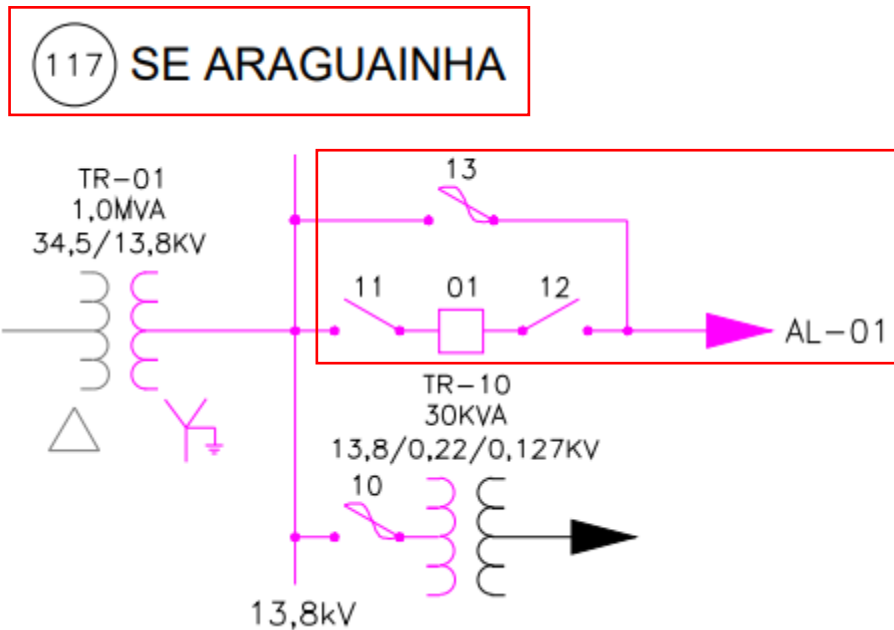 117 SE ARAGUAINHA
TR-01
1,0MVA
34,5/13,8KV
13
11
01
12
AL-01
TR-10
30KVA
13,8/0,22/0,127KV
10
13,8kV